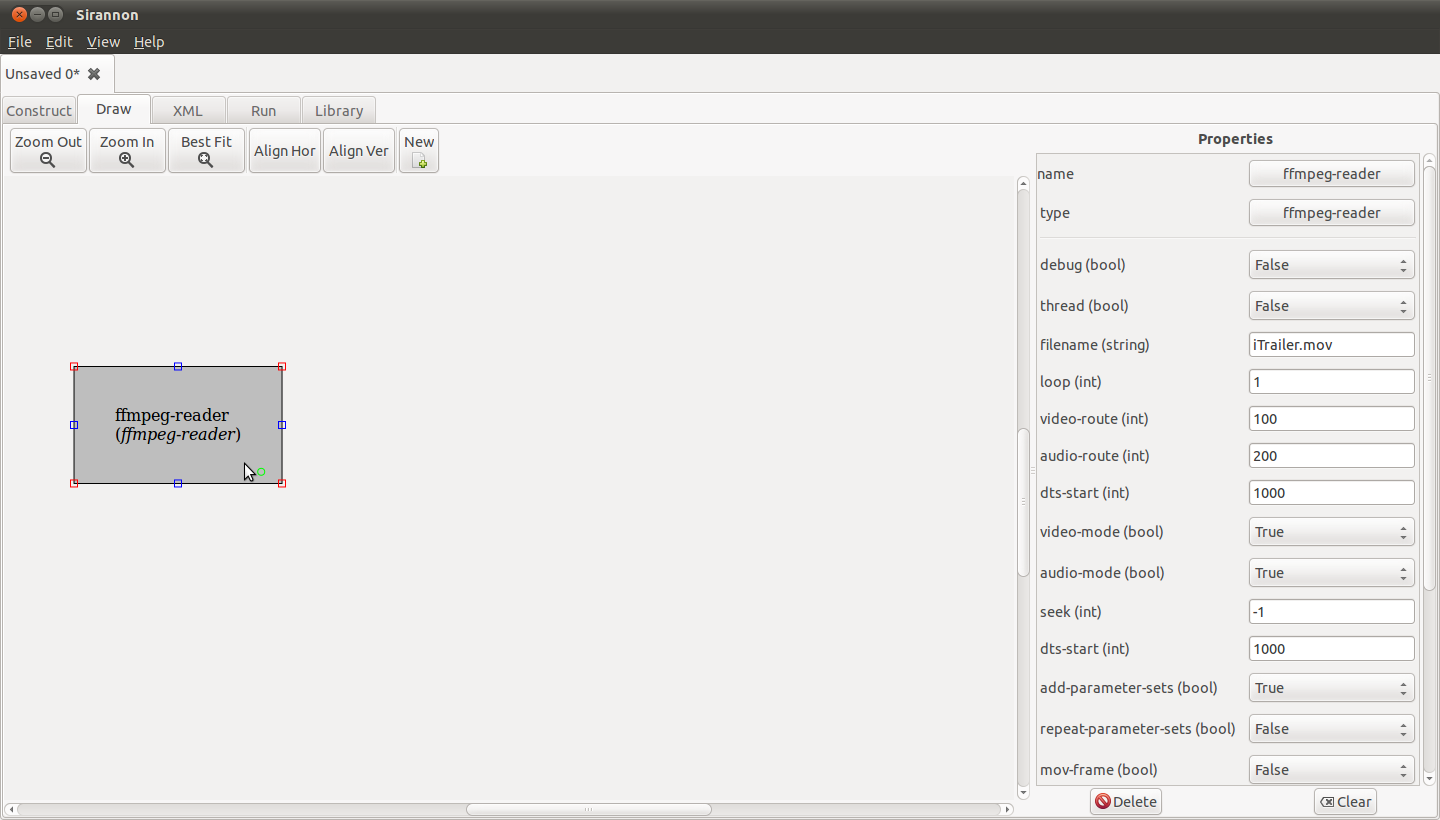 Sirannon
File Edit View Help
Unsaved 0*
Construct Draw XML Run Library
Zoom Out Zoom In Best Fit Align Hor Align Ver New
Properties
name ffmpeg-reader
type ffmpeg-reader
debug (bool) False
thread (bool) False
filename (string) iTrailer.mov
loop (int) 1
video-route (int) 100
audio-route (int) 200
dts-start (int) 1000
video-mode (bool) True
audio-mode (bool) True
seek (int) -1
dts-start (int) 1000
add-parameter-sets (bool) True
repeat-parameter-sets (bool) False
mov-frame (bool) False
Delete Clear
ffmpeg-reader
(ffmpeg-reader)